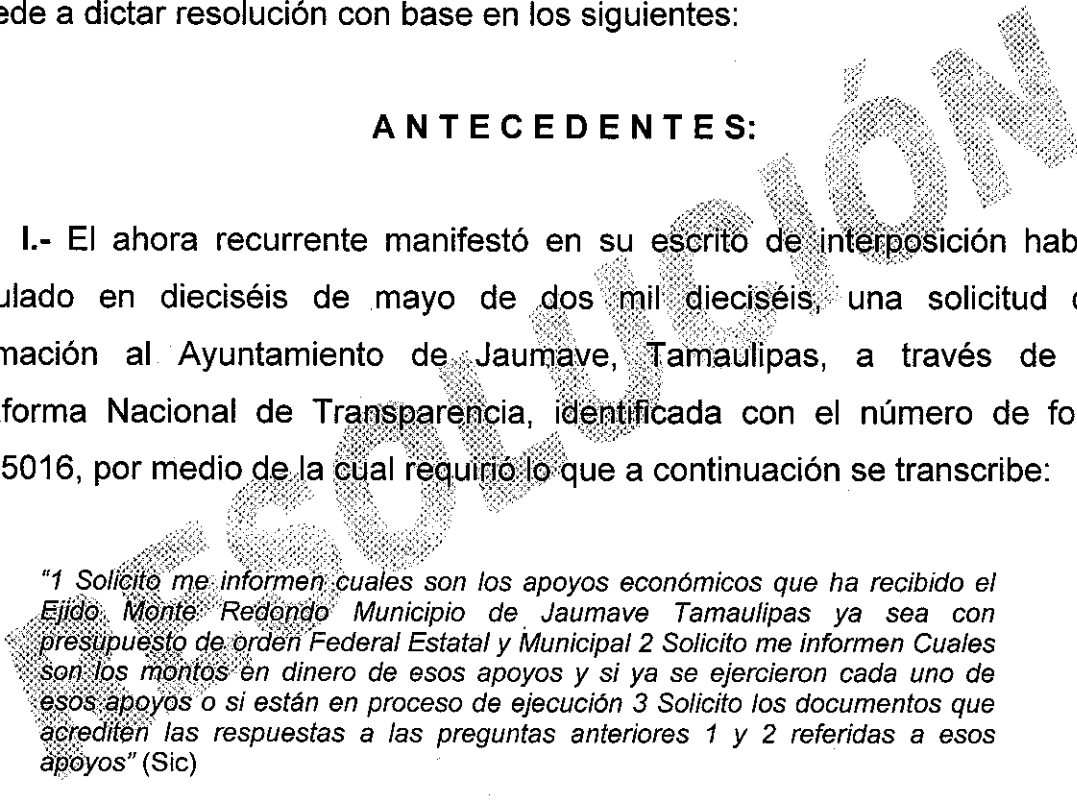 ede a dictar resolución con base en los siguientes:
A N T E C E D E N T E S:
I.- El ahora recurrente manifestó en su escrito de interposición hab
ulado en dieciséis de mayo de dos mil dieciséis, una solicitud
mación al Ayuntamiento de Jaumave, Tamaulipas, a través de
forma Nacional de Transparencia, identificada con el número de fo
5016, por medio de la cual requirió lo que a continuación se transcribe:
"1 Solicito me informen cuales son los apoyos económicos que ha recibido el
Ejido Monte Redondo Municipio de Jaumave Tamaulipas ya sea con
presupuesto de orden Federal Estatal y Municipal 2 Solicito me informen Cuales
son los montos en dinero de esos apoyos y si ya se ejercieron cada uno de
esos apoyos o si están en proceso de ejecución 3 Solicito los documentos que
acrediten las respuestas a las preguntas anteriores 1 y 2 referidas a esos
apoyos" (Sic)
RESOLUCIÓN